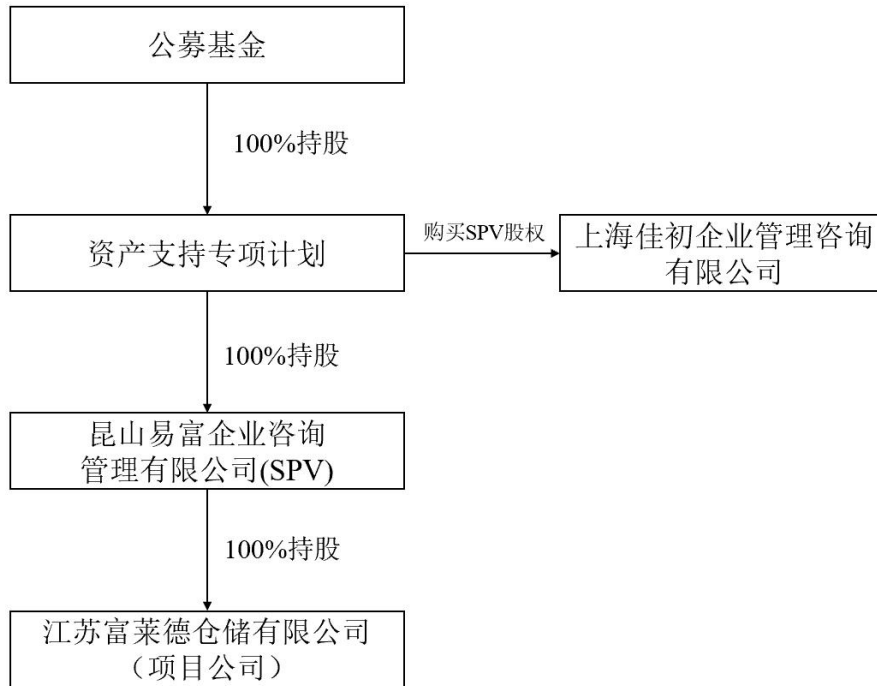 公募基金
100%持股
资产支持专项计划
购买SPV股权
上海佳初企业管理咨询
有限公司
100%持股
昆山易富企业咨询
管理有限公司(SPV)
100%持股
江苏富莱德仓储有限公司
（项目公司）